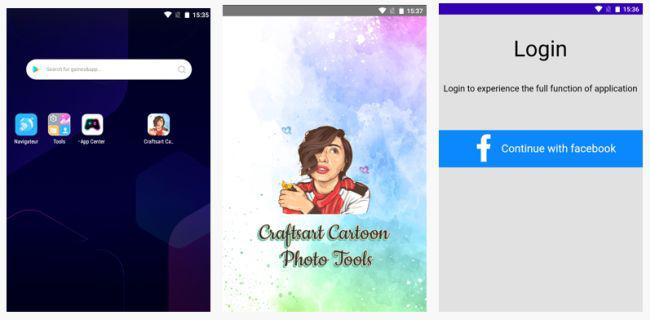 15:35
Search for games&app...
Navigateur
Tools
App Center
Craftsart Ca..
15:37
Craftsart Cartoon
Photo Tools
15:36
Login
Login to experience the full function of application
f
Continue with facebook